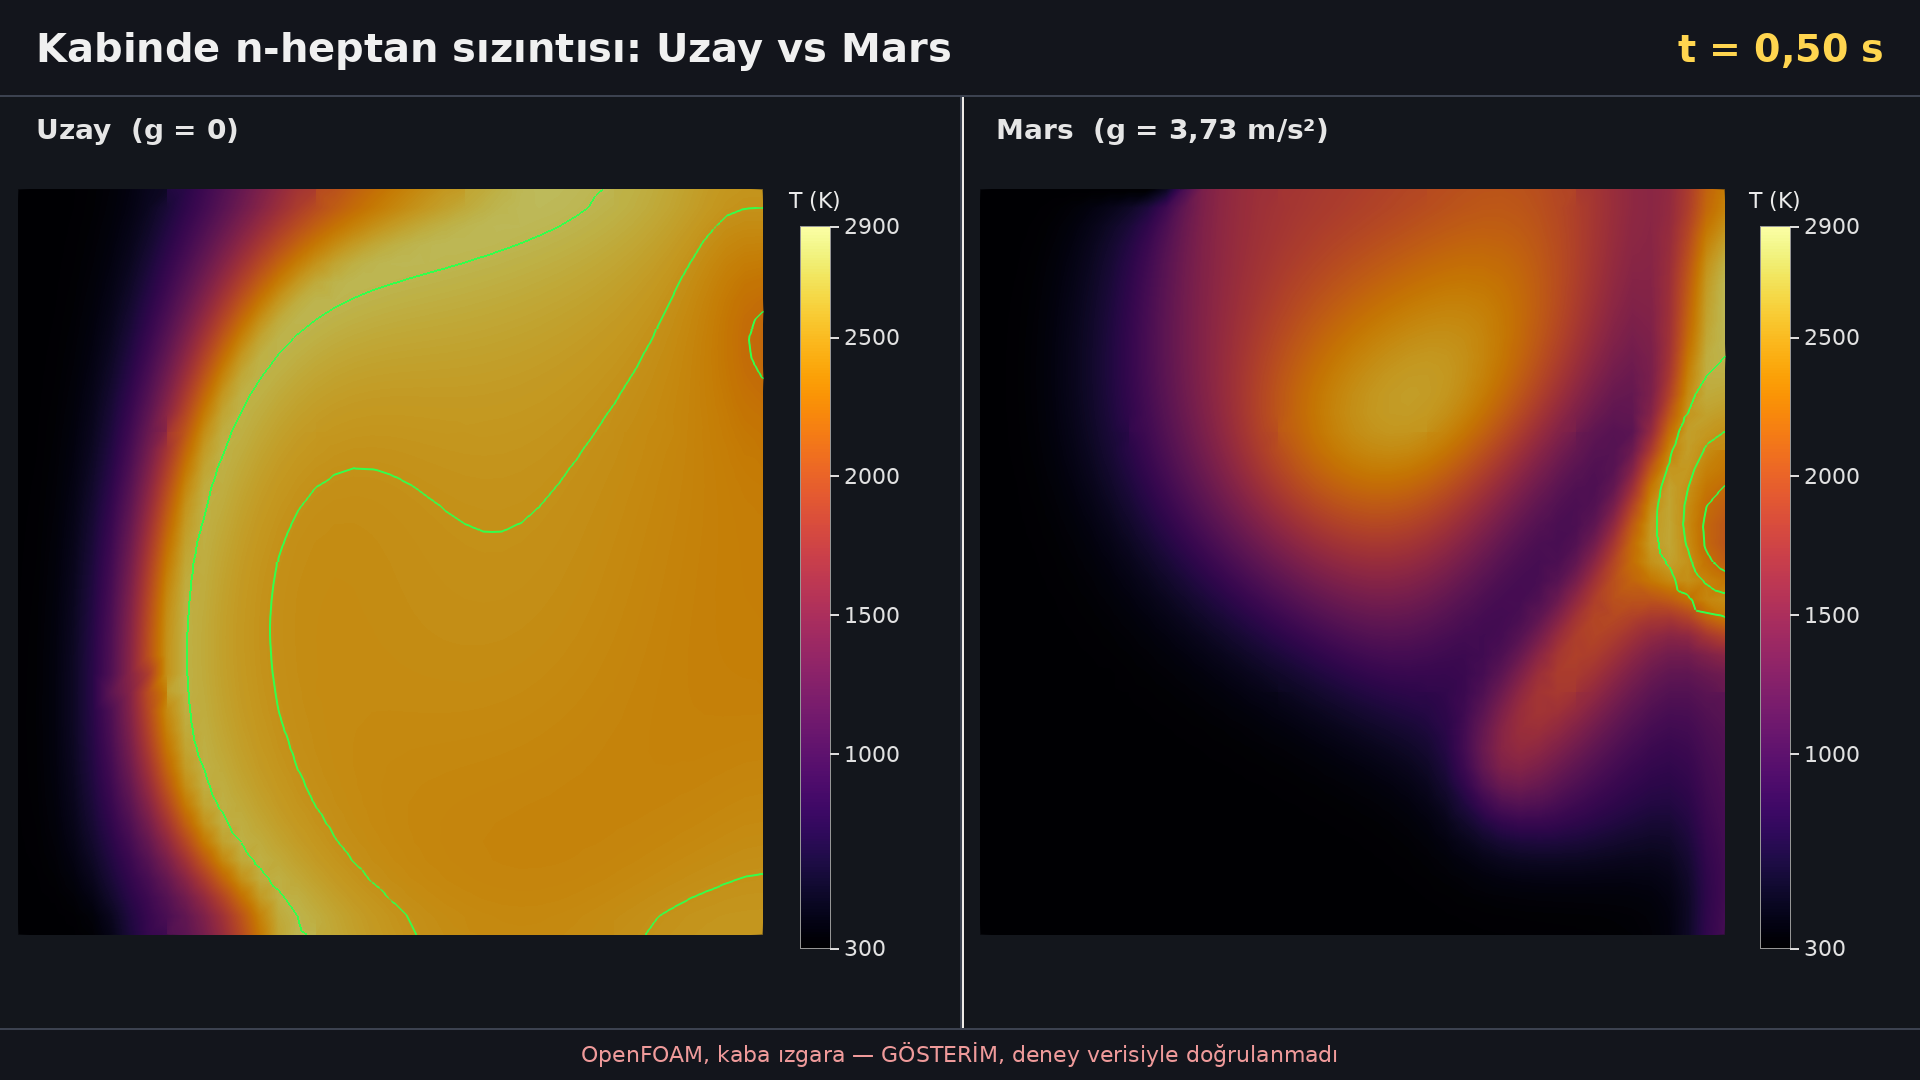 Kabinde n-heptan sızıntısı: Uzay vs Mars
t = 0,50 s
Uzay (g = 0)
T (K)
2900
2500
2000
1500
1000
300
Mars (g = 3,73 m/s²)
T (K)
2900
2500
2000
1500
1000
300
OpenFOAM, kaba ızgara — GÖSTERİM, deney verisiyle doğrulanmadı